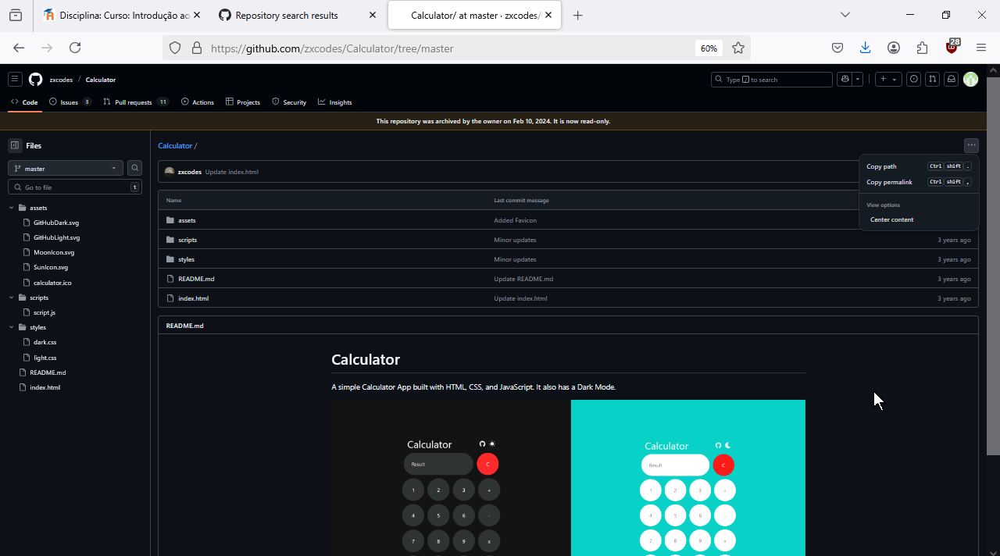 Disciplina: Curso: Introdução ao
Repository search results
Calculator/ at master · zxcodes/
https://github.com/zxcodes/Calculator/tree/master
60%
28
zxcodes / Calculator
Type / to search
Code
Issues 3
Pull requests 11
Actions
Projects
Security
Insights
This repository was archived by the owner on Feb 10, 2024. It is now read-only.
Files
Calculator /
master
zxcodes Update index.html
Copy path Ctrl shift .
Go to file t
Copy permalink Ctrl shift ,
Name Last commit message
View options
Center content
assets
GitHubDark.svg
GitHubLight.svg
MoonIcon.svg
SunIcon.svg
calculator.ico
scripts
script.js
styles
dark.css
light.css
README.md
index.html
assets Added Favicon
scripts Minor updates 3 years ago
styles Minor updates 3 years ago
README.md Update README.md 3 years ago
index.html Update index.html 3 years ago
README.md
Calculator
A simple Calculator App built with HTML, CSS, and JavaScript. It also has a Dark Mode.
Calculator
Result C
1 2 3 +
4 5 6 -
7 8 9 x
Calculator
Result C
1 2 3 +
4 5 6 -
7 8 9 x